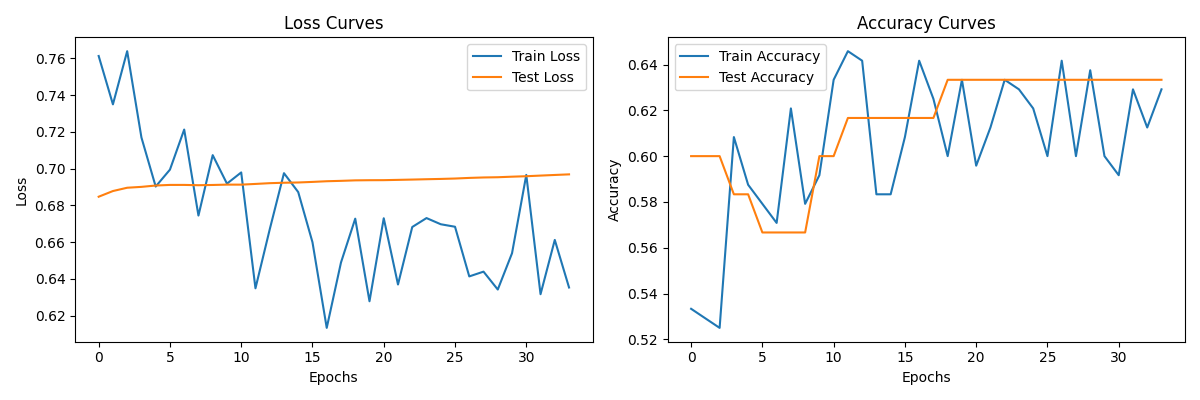 Loss Curves
Train Loss
Test Loss
0.76
0.74
0.72
0.70
0.68
0.66
0.64
0.62
Loss
0 5 10 15 20 25 30
Epochs
Accuracy Curves
Train Accuracy
Test Accuracy
0.64
0.62
0.60
0.58
0.56
0.54
0.52
Accuracy
0 5 10 15 20 25 30
Epochs